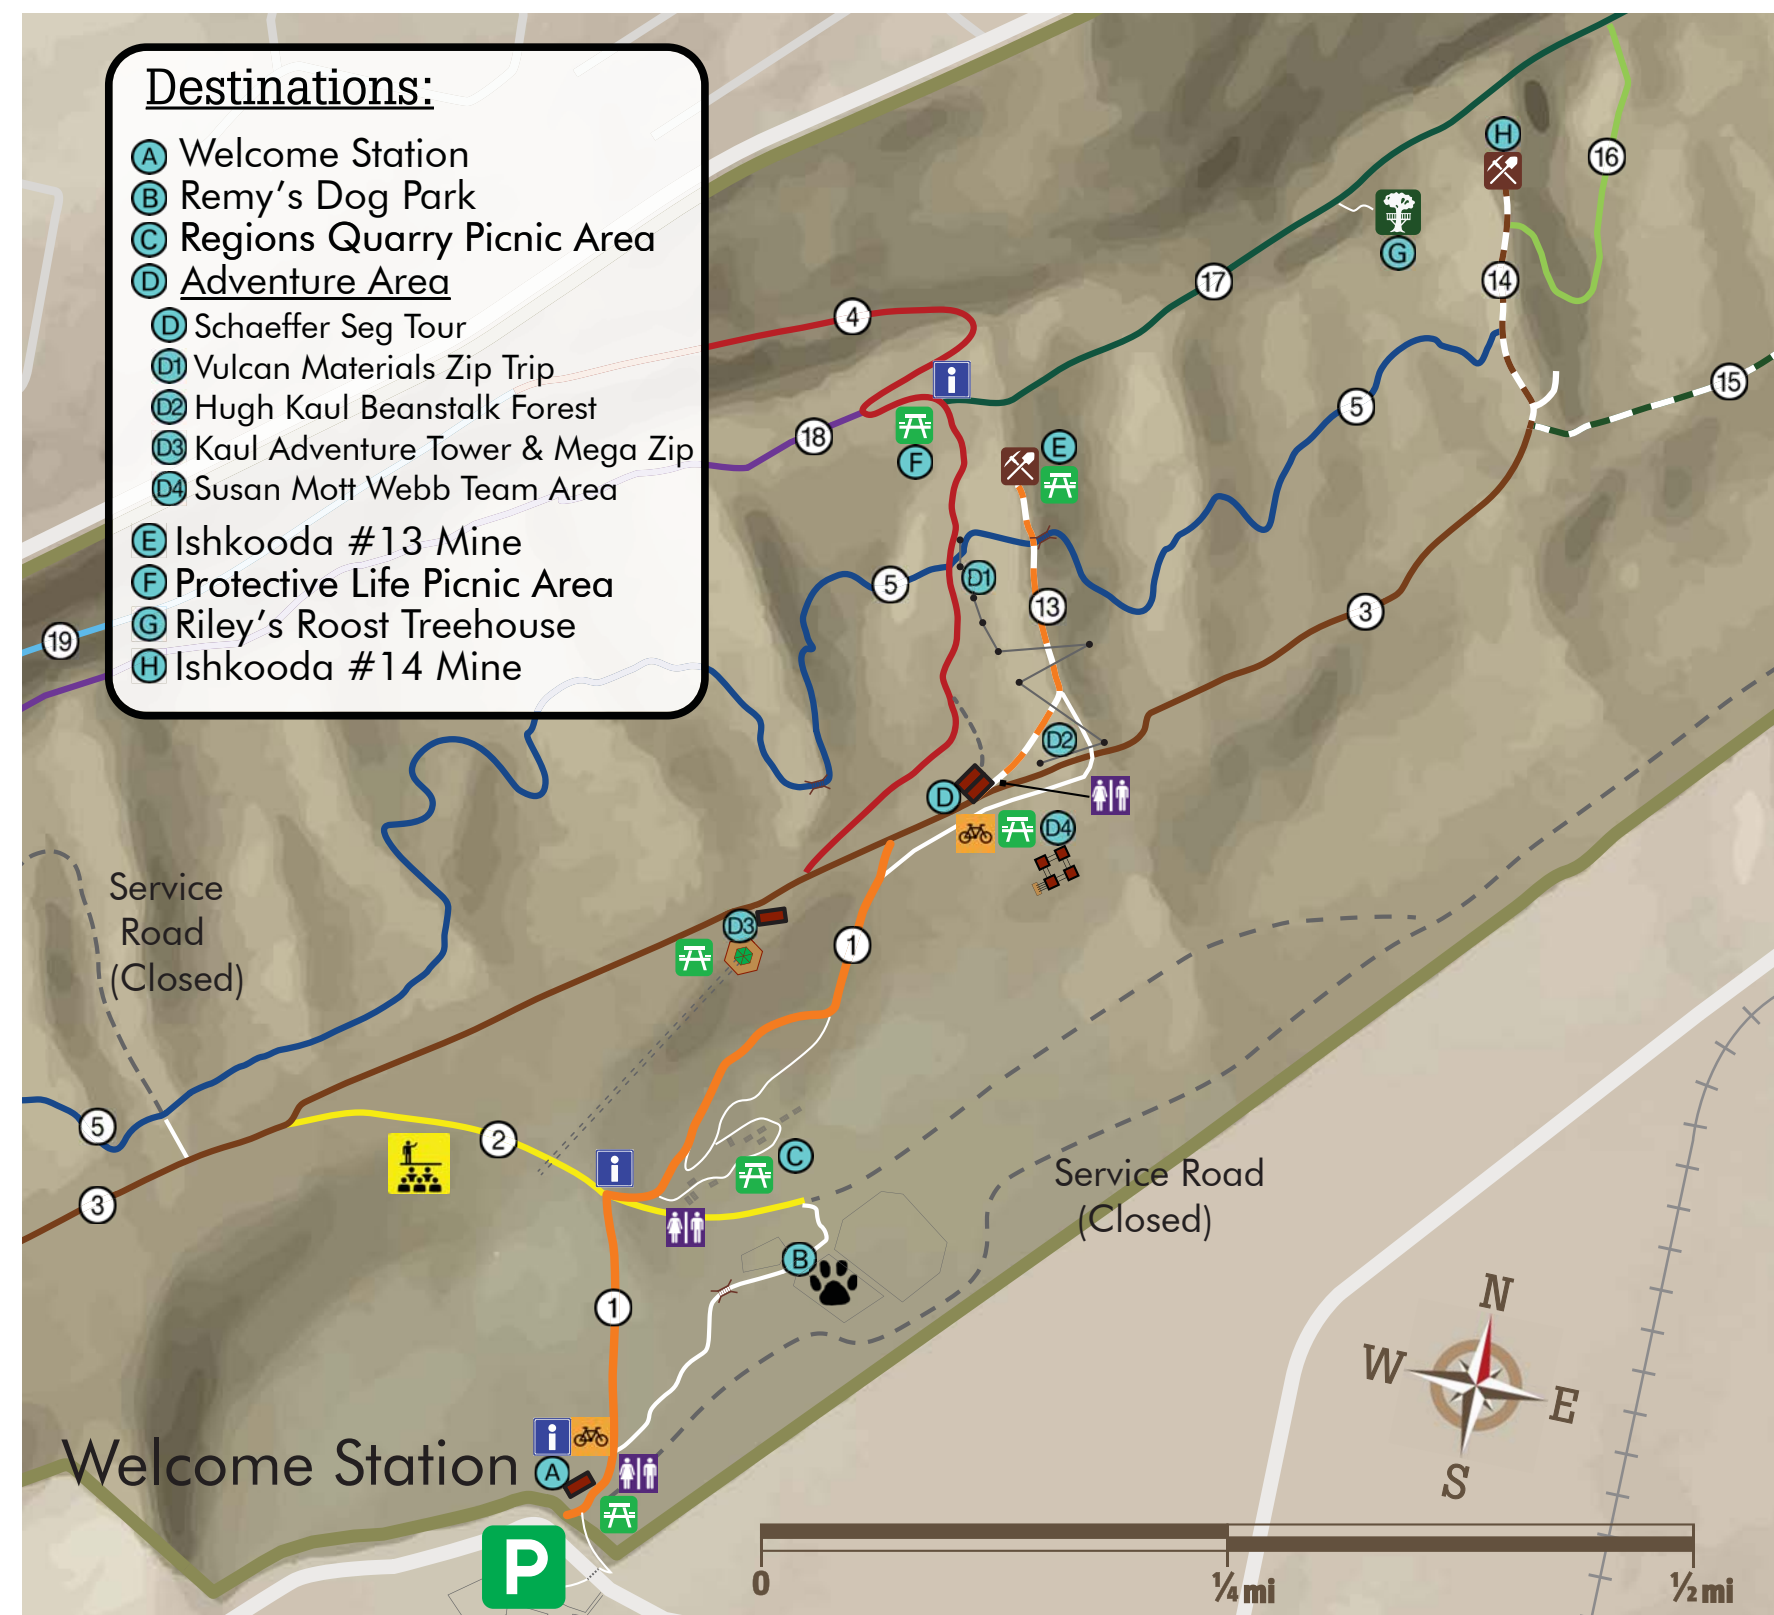 Destinations:
A Welcome Station
B Remy's Dog Park
C Regions Quarry Picnic Area
D Adventure Area
D Schaeffer Seg Tour
D1 Vulcan Materials Zip Trip
D2 Hugh Kaul Beanstalk Forest
D3 Kaul Adventure Tower & Mega Zip
D4 Susan Mott Webb Team Area
E Ishkooda #13 Mine
F Protective Life Picnic Area
G Riley's Roost Treehouse
H Ishkooda #14 Mine
H
16
G
14
17
4
i
15
5
18
F
E
19
5
D1
13
3
D2
D
D4
Service
Road
(Closed)
D3
1
5
2
i
C
Service Road
(Closed)
3
B
1
N
W
E
S
Welcome Station
i
A
P
0
1/4 mi
1/2 mi